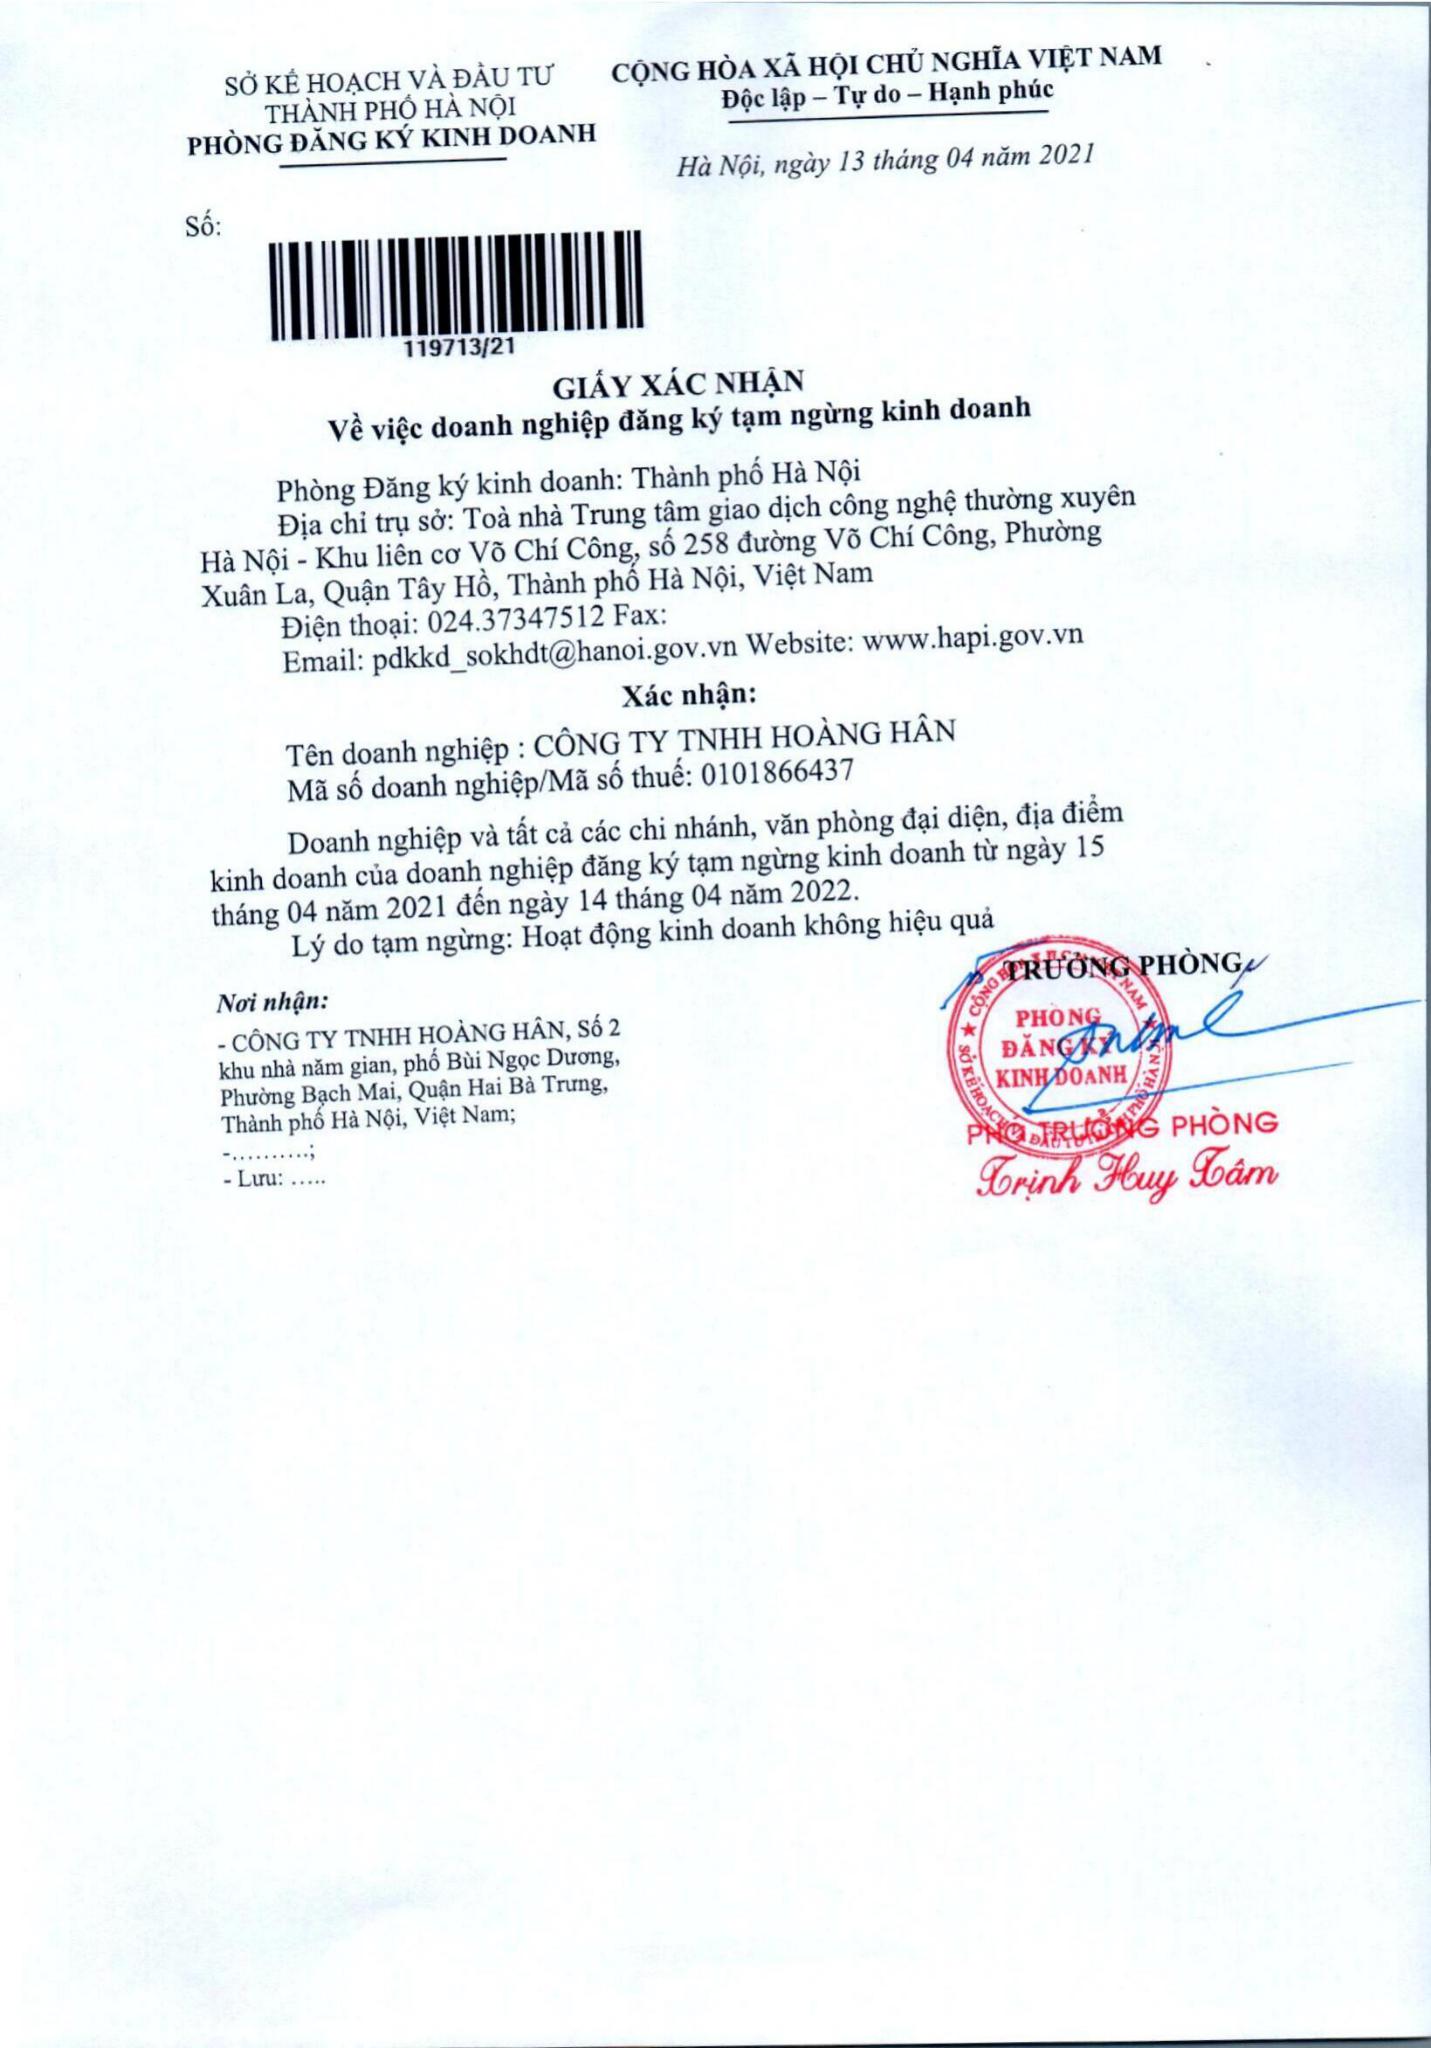 SỞ KẾ HOẠCH VÀ ĐẦU TƯ
THÀNH PHỐ HÀ NỘI
PHÒNG ĐĂNG KÝ KINH DOANH
CỘNG HÒA XÃ HỘI CHỦ NGHĨA VIỆT NAM
Độc lập – Tự do – Hạnh phúc
Hà Nội, ngày 13 tháng 04 năm 2021
Số:
119713/21
GIẤY XÁC NHẬN
Về việc doanh nghiệp đăng ký tạm ngừng kinh doanh
Phòng Đăng ký kinh doanh: Thành phố Hà Nội
Địa chỉ trụ sở: Toà nhà Trung tâm giao dịch công nghệ thường xuyên
Hà Nội - Khu liên cơ Võ Chí Công, số 258 đường Võ Chí Công, Phường
Xuân La, Quận Tây Hồ, Thành phố Hà Nội, Việt Nam
Điện thoại: 024.37347512 Fax:
Email: pdkkd_sokhdt@hanoi.gov.vn Website: www.hapi.gov.vn
Xác nhận:
Tên doanh nghiệp : CÔNG TY TNHH HOÀNG HÂN
Mã số doanh nghiệp/Mã số thuế: 0101866437
Doanh nghiệp và tất cả các chi nhánh, văn phòng đại diện, địa điểm
kinh doanh của doanh nghiệp đăng ký tạm ngừng kinh doanh từ ngày 15
tháng 04 năm 2021 đến ngày 14 tháng 04 năm 2022.
Lý do tạm ngừng: Hoạt động kinh doanh không hiệu quả
Nơi nhận:
- CÔNG TY TNHH HOÀNG HÂN, Số 2
khu nhà năm gian, phố Bùi Ngọc Dương,
Phường Bạch Mai, Quận Hai Bà Trưng,
Thành phố Hà Nội, Việt Nam;
-..........;
- Lưu: .....
TRƯỞNG PHÒNG
PHÒNG
ĐĂNG KÝ
KINH DOANH
PHÓ TRƯỞNG PHÒNG
Trịnh Huy Tâm